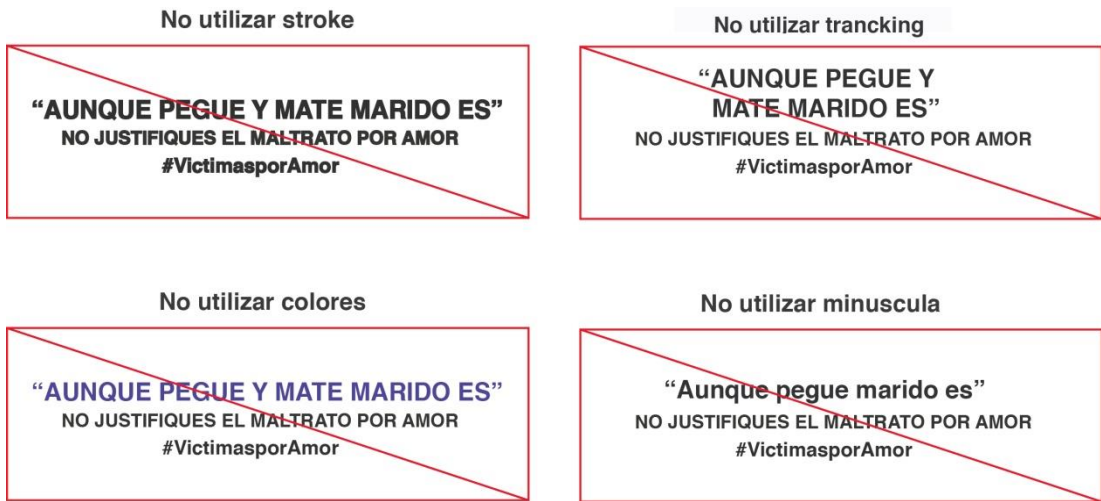 No utilizar stroke
“AUNQUE PEGUE Y MATE MARIDO ES”
NO JUSTIFIQUES EL MALTRATO POR AMOR
#VictimasporAmor
No utilizar trancking
“AUNQUE PEGUE Y
MATE MARIDO ES”
NO JUSTIFIQUES EL MALTRATO POR AMOR
#VictimasporAmor
No utilizar colores
“AUNQUE PEGUE Y MATE MARIDO ES”
NO JUSTIFIQUES EL MALTRATO POR AMOR
#VictimasporAmor
No utilizar minuscula
“Aunque pegue marido es”
NO JUSTIFIQUES EL MALTRATO POR AMOR
#VictimasporAmor